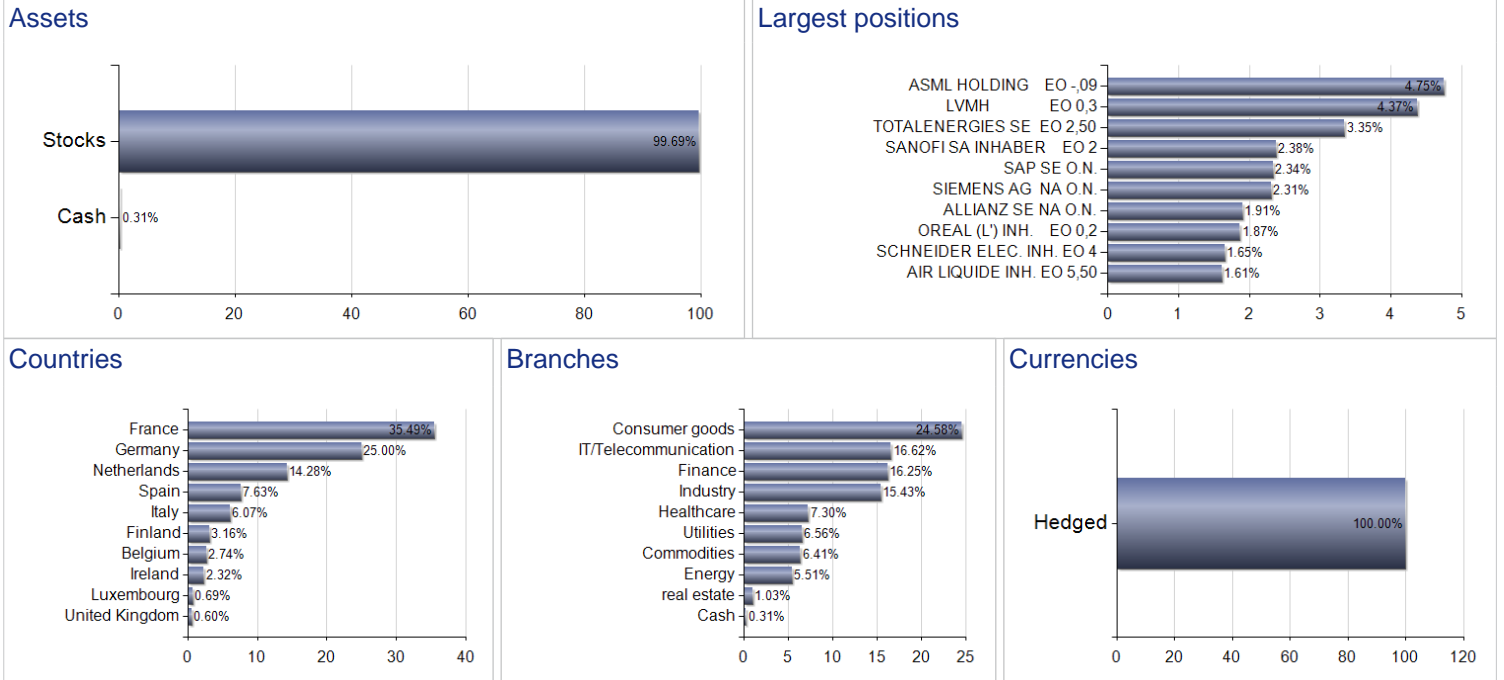 Assets
Stocks 99.69%
Cash 0.31%
0 20 40 60 80 100
Largest positions
ASML HOLDING EO -,09 4.75%
LVMH EO 0,3 4.37%
TOTALENERGIES SE EO 2,50 3.35%
SANOFI SA INHABER EO 2 2.38%
SAP SE O.N. 2.34%
SIEMENS AG NA O.N. 2.31%
ALLIANZ SE NA O.N. 1.91%
OREAL (L') INH. EO 0,2 1.87%
SCHNEIDER ELEC. INH. EO 4 1.65%
AIR LIQUIDE INH. EO 5,50 1.61%
0 1 2 3 4 5
Countries
France 35.49%
Germany 25.00%
Netherlands 14.28%
Spain 7.63%
Italy 6.07%
Finland 3.16%
Belgium 2.74%
Ireland 2.32%
Luxembourg 0.69%
United Kingdom 0.60%
0 10 20 30 40
Branches
Consumer goods 24.58%
IT/Telecommunication 16.62%
Finance 16.25%
Industry 15.43%
Healthcare 7.30%
Utilities 6.56%
Commodities 6.41%
Energy 5.51%
real estate 1.03%
Cash 0.31%
0 5 10 15 20 25
Currencies
Hedged 100.00%
0 20 40 60 80 100 120